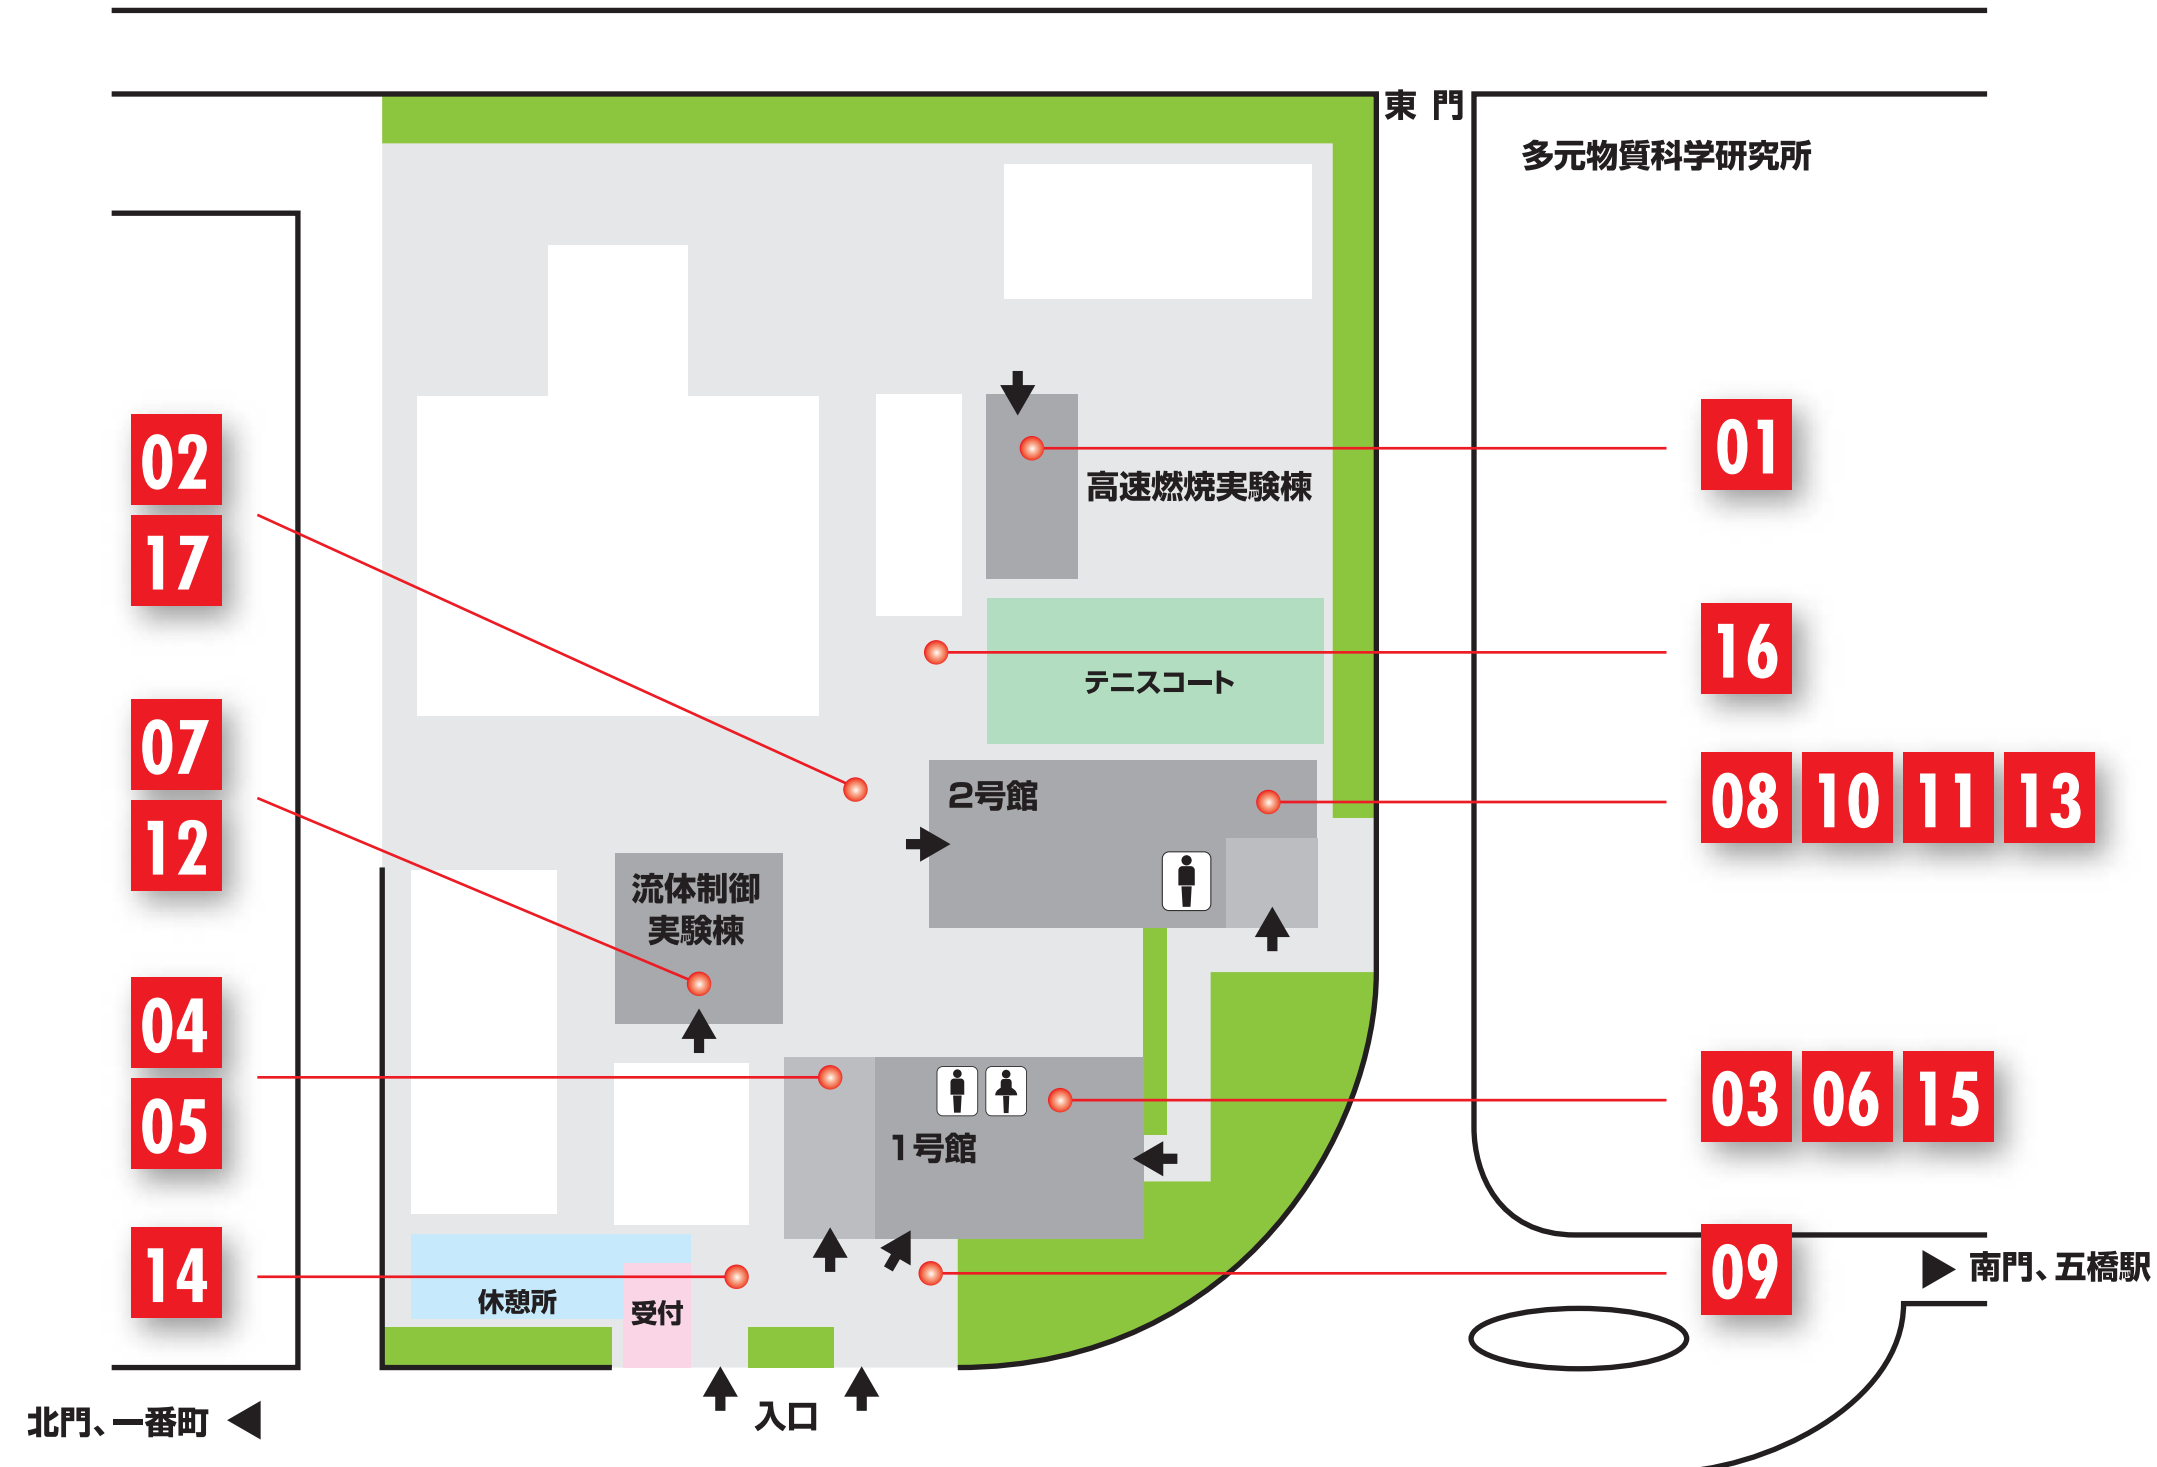 東門
多元物質科学研究所
01
高速燃焼実験棟
02
17
16
テニスコート
07
12
2号館
08 10 11 13
流体制御
実験棟
04
05
1号館
03 06 15
14
09
休憩所
受付
南門、五橋駅
入口
北門、一番町